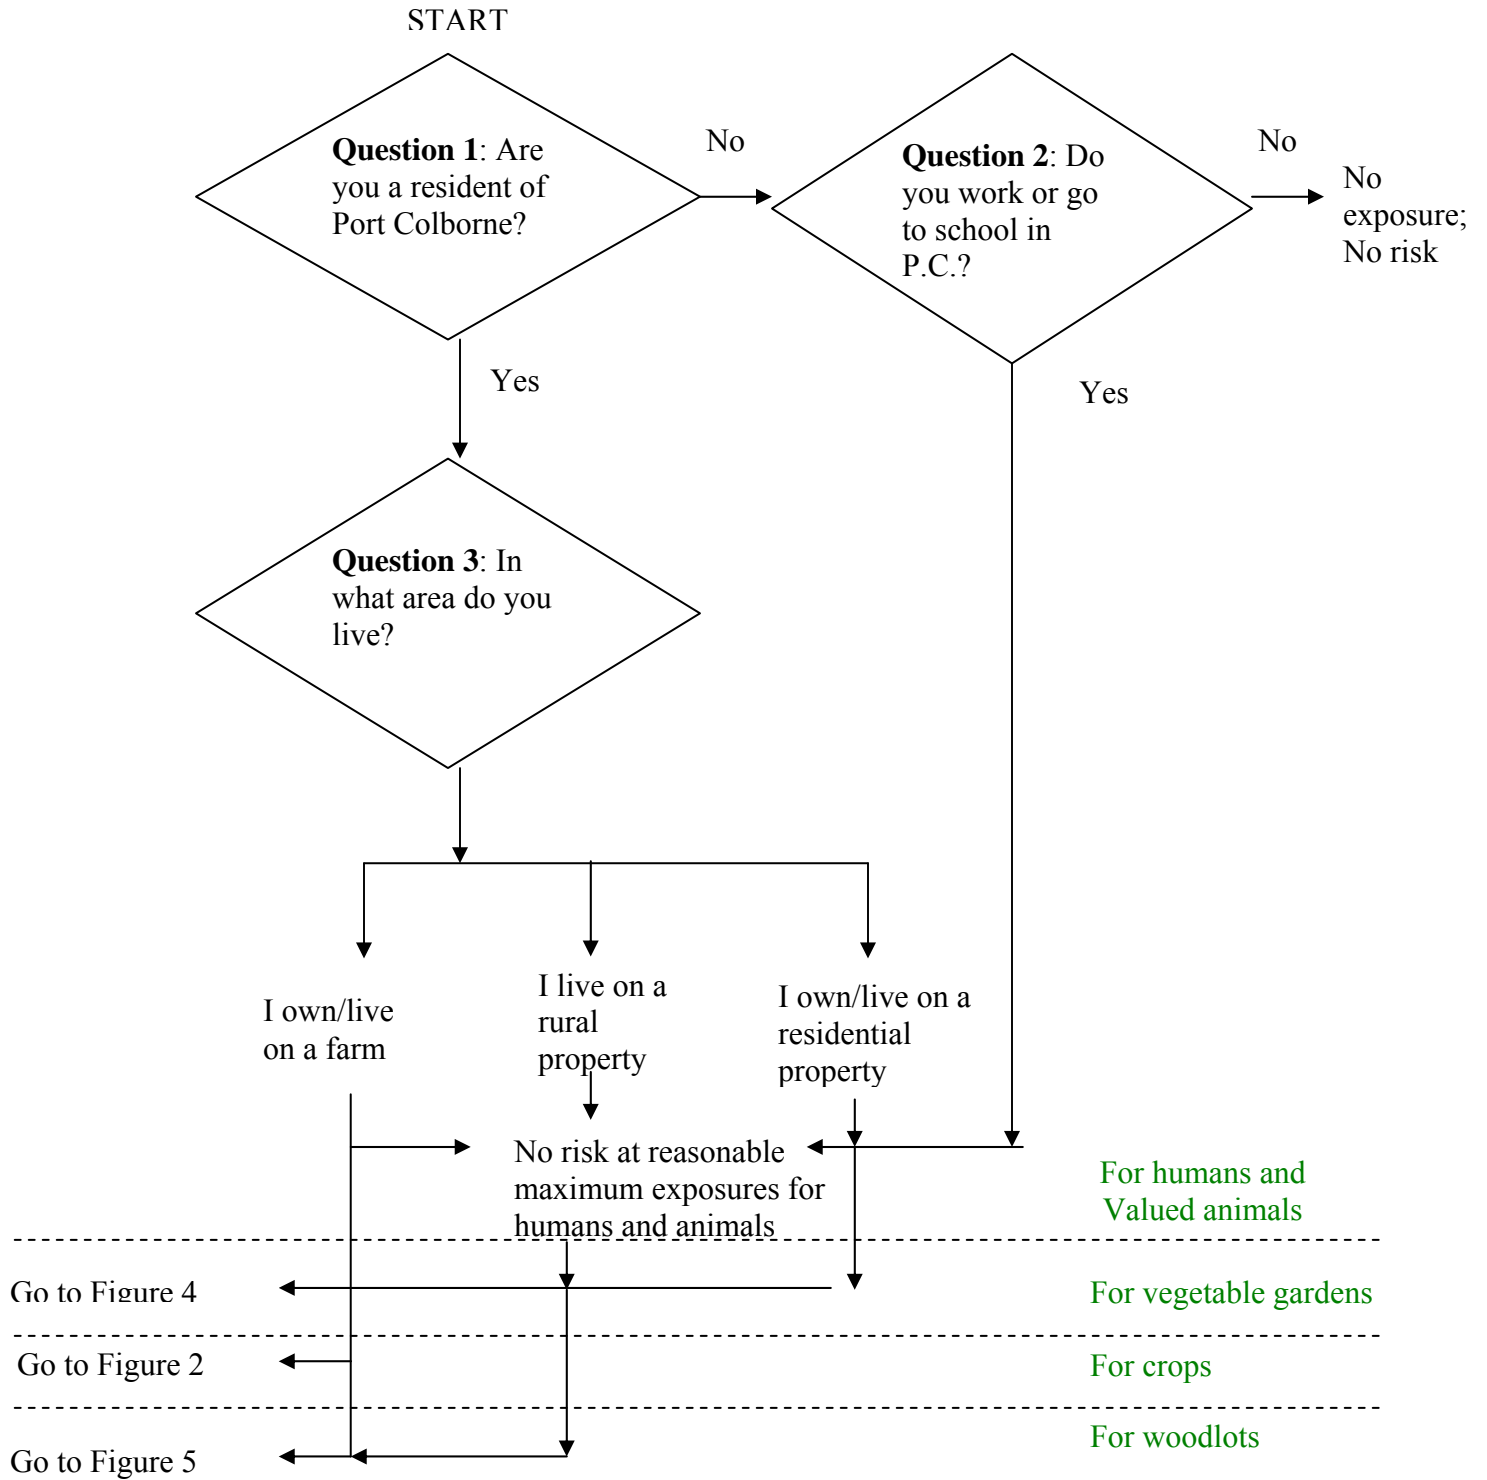 START
Question 1: Are
you a resident of
Port Colborne?
No
Question 2: Do
you work or go
to school in
P.C.?
No
No
exposure;
No risk
Yes
Yes
Question 3: In
what area do you
live?
I own/live
on a farm
I live on a
rural
property
I own/live on a
residential
property
No risk at reasonable
maximum exposures for
humans and animals
For humans and
Valued animals
Go to Figure 4
For vegetable gardens
Go to Figure 2
For crops
Go to Figure 5
For woodlots